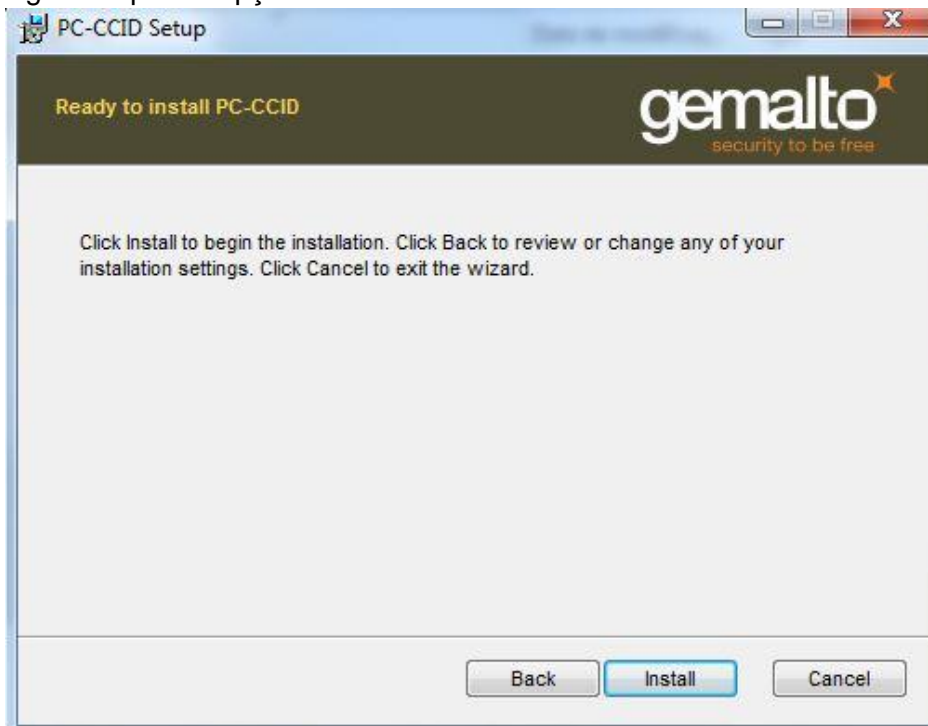 PC-CCID Setup
Ready to install PC-CCID
gemalto
security to be free
Click Install to begin the installation. Click Back to review or change any of your
installation settings. Click Cancel to exit the wizard.
Back Install Cancel